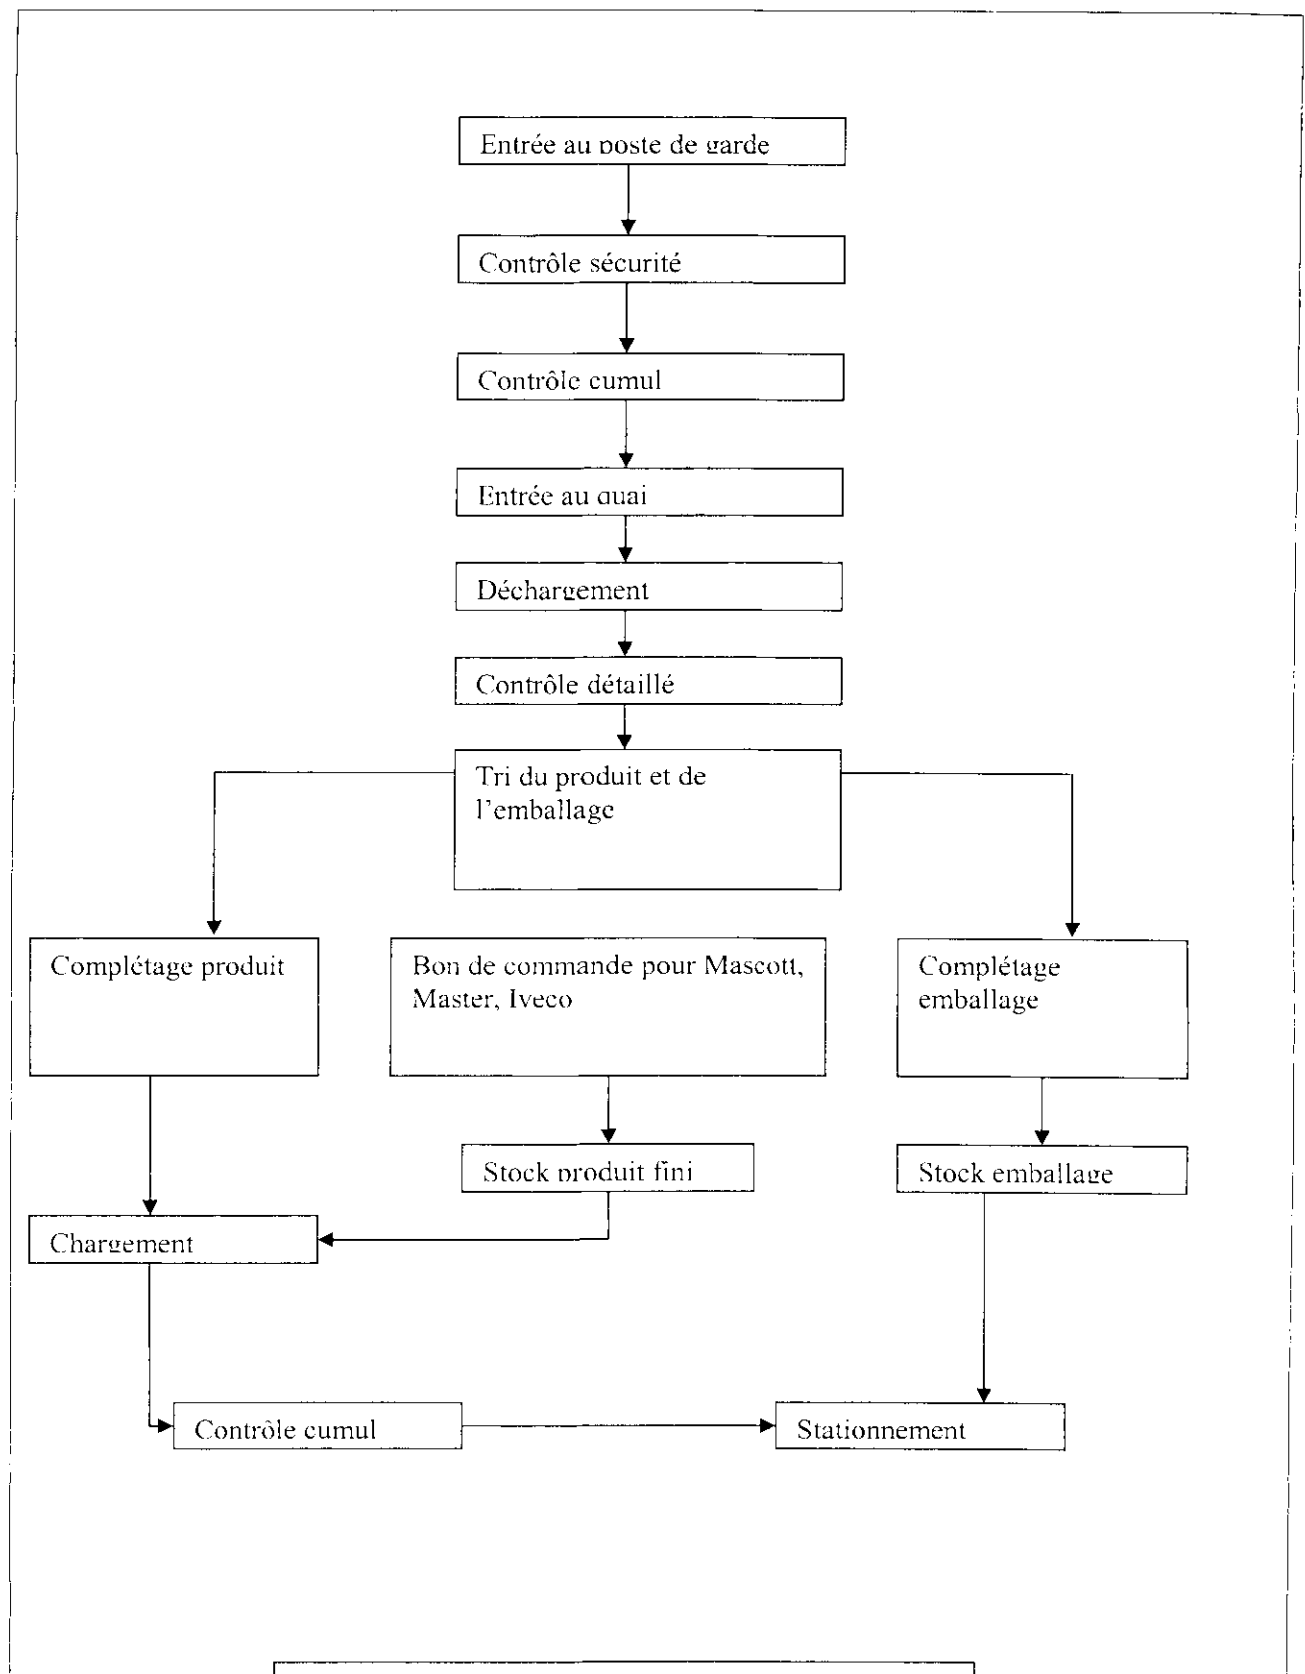 Entrée au poste de garde
Contrôle sécurité
Contrôle cumul
Entrée au quai
Déchargement
Contrôle détaillé
Tri du produit et de
l'emballage
Complétage produit
Bon de commande pour Mascott,
Master, Iveco
Complétage
emballage
Stock produit fini
Stock emballage
Chargement
Contrôle cumul
Stationnement